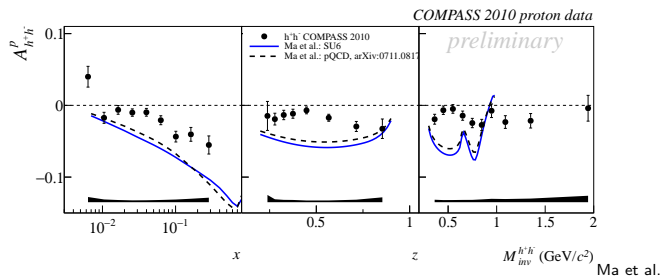 COMPASS 2010 proton data
A^p_{h+h-}
0.1
0
−0.1
h+h- COMPASS 2010
Ma et al.: SU6
Ma et al.: pQCD, arXiv:0711.0817
preliminary
10^{-2} 10^{-1} 0.5 1 0.5 1 1.5 2
x z M^{h+h-}_{inv} (GeV/c²)
Ma et al.